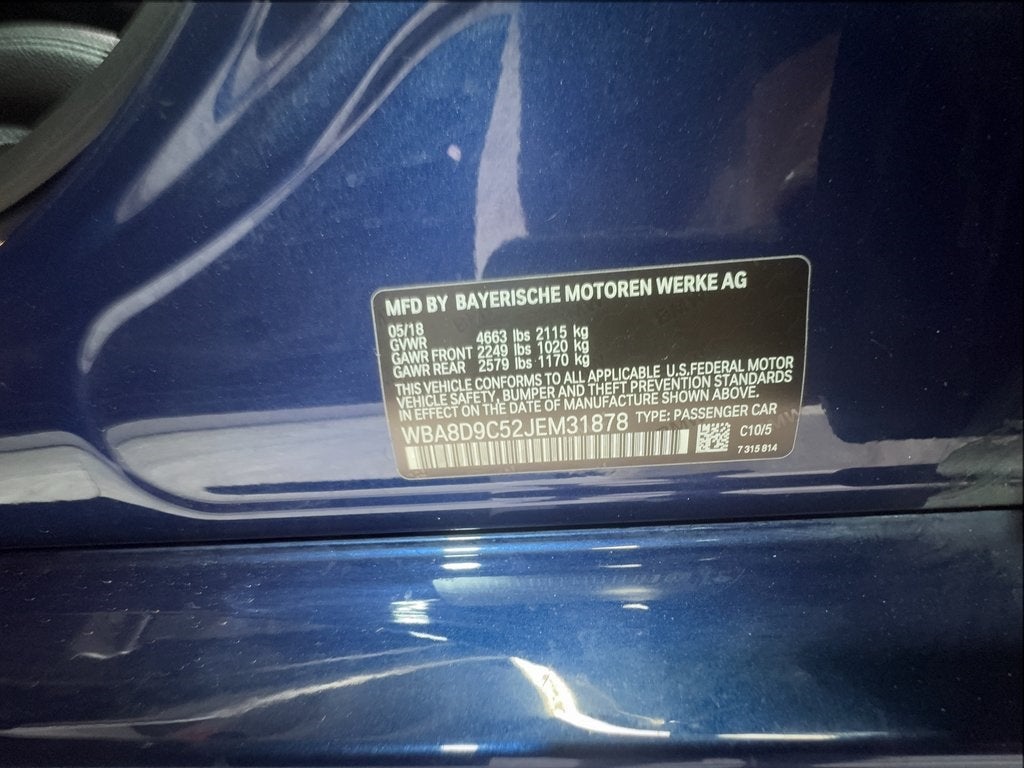 MFD BY BAYERISCHE MOTOREN WERKE AG
05/18
GVWR 4663 lbs 2115 kg
GAWR FRONT 2249 lbs 1020 kg
GAWR REAR 2579 lbs 1170 kg
THIS VEHICLE CONFORMS TO ALL APPLICABLE U.S.FEDERAL MOTOR
VEHICLE SAFETY, BUMPER AND THEFT PREVENTION STANDARDS
IN EFFECT ON THE DATE OF MANUFACTURE SHOWN ABOVE.
WBA8D9C52JEM31878 TYPE: PASSENGER CAR
C10/5
7 315 814